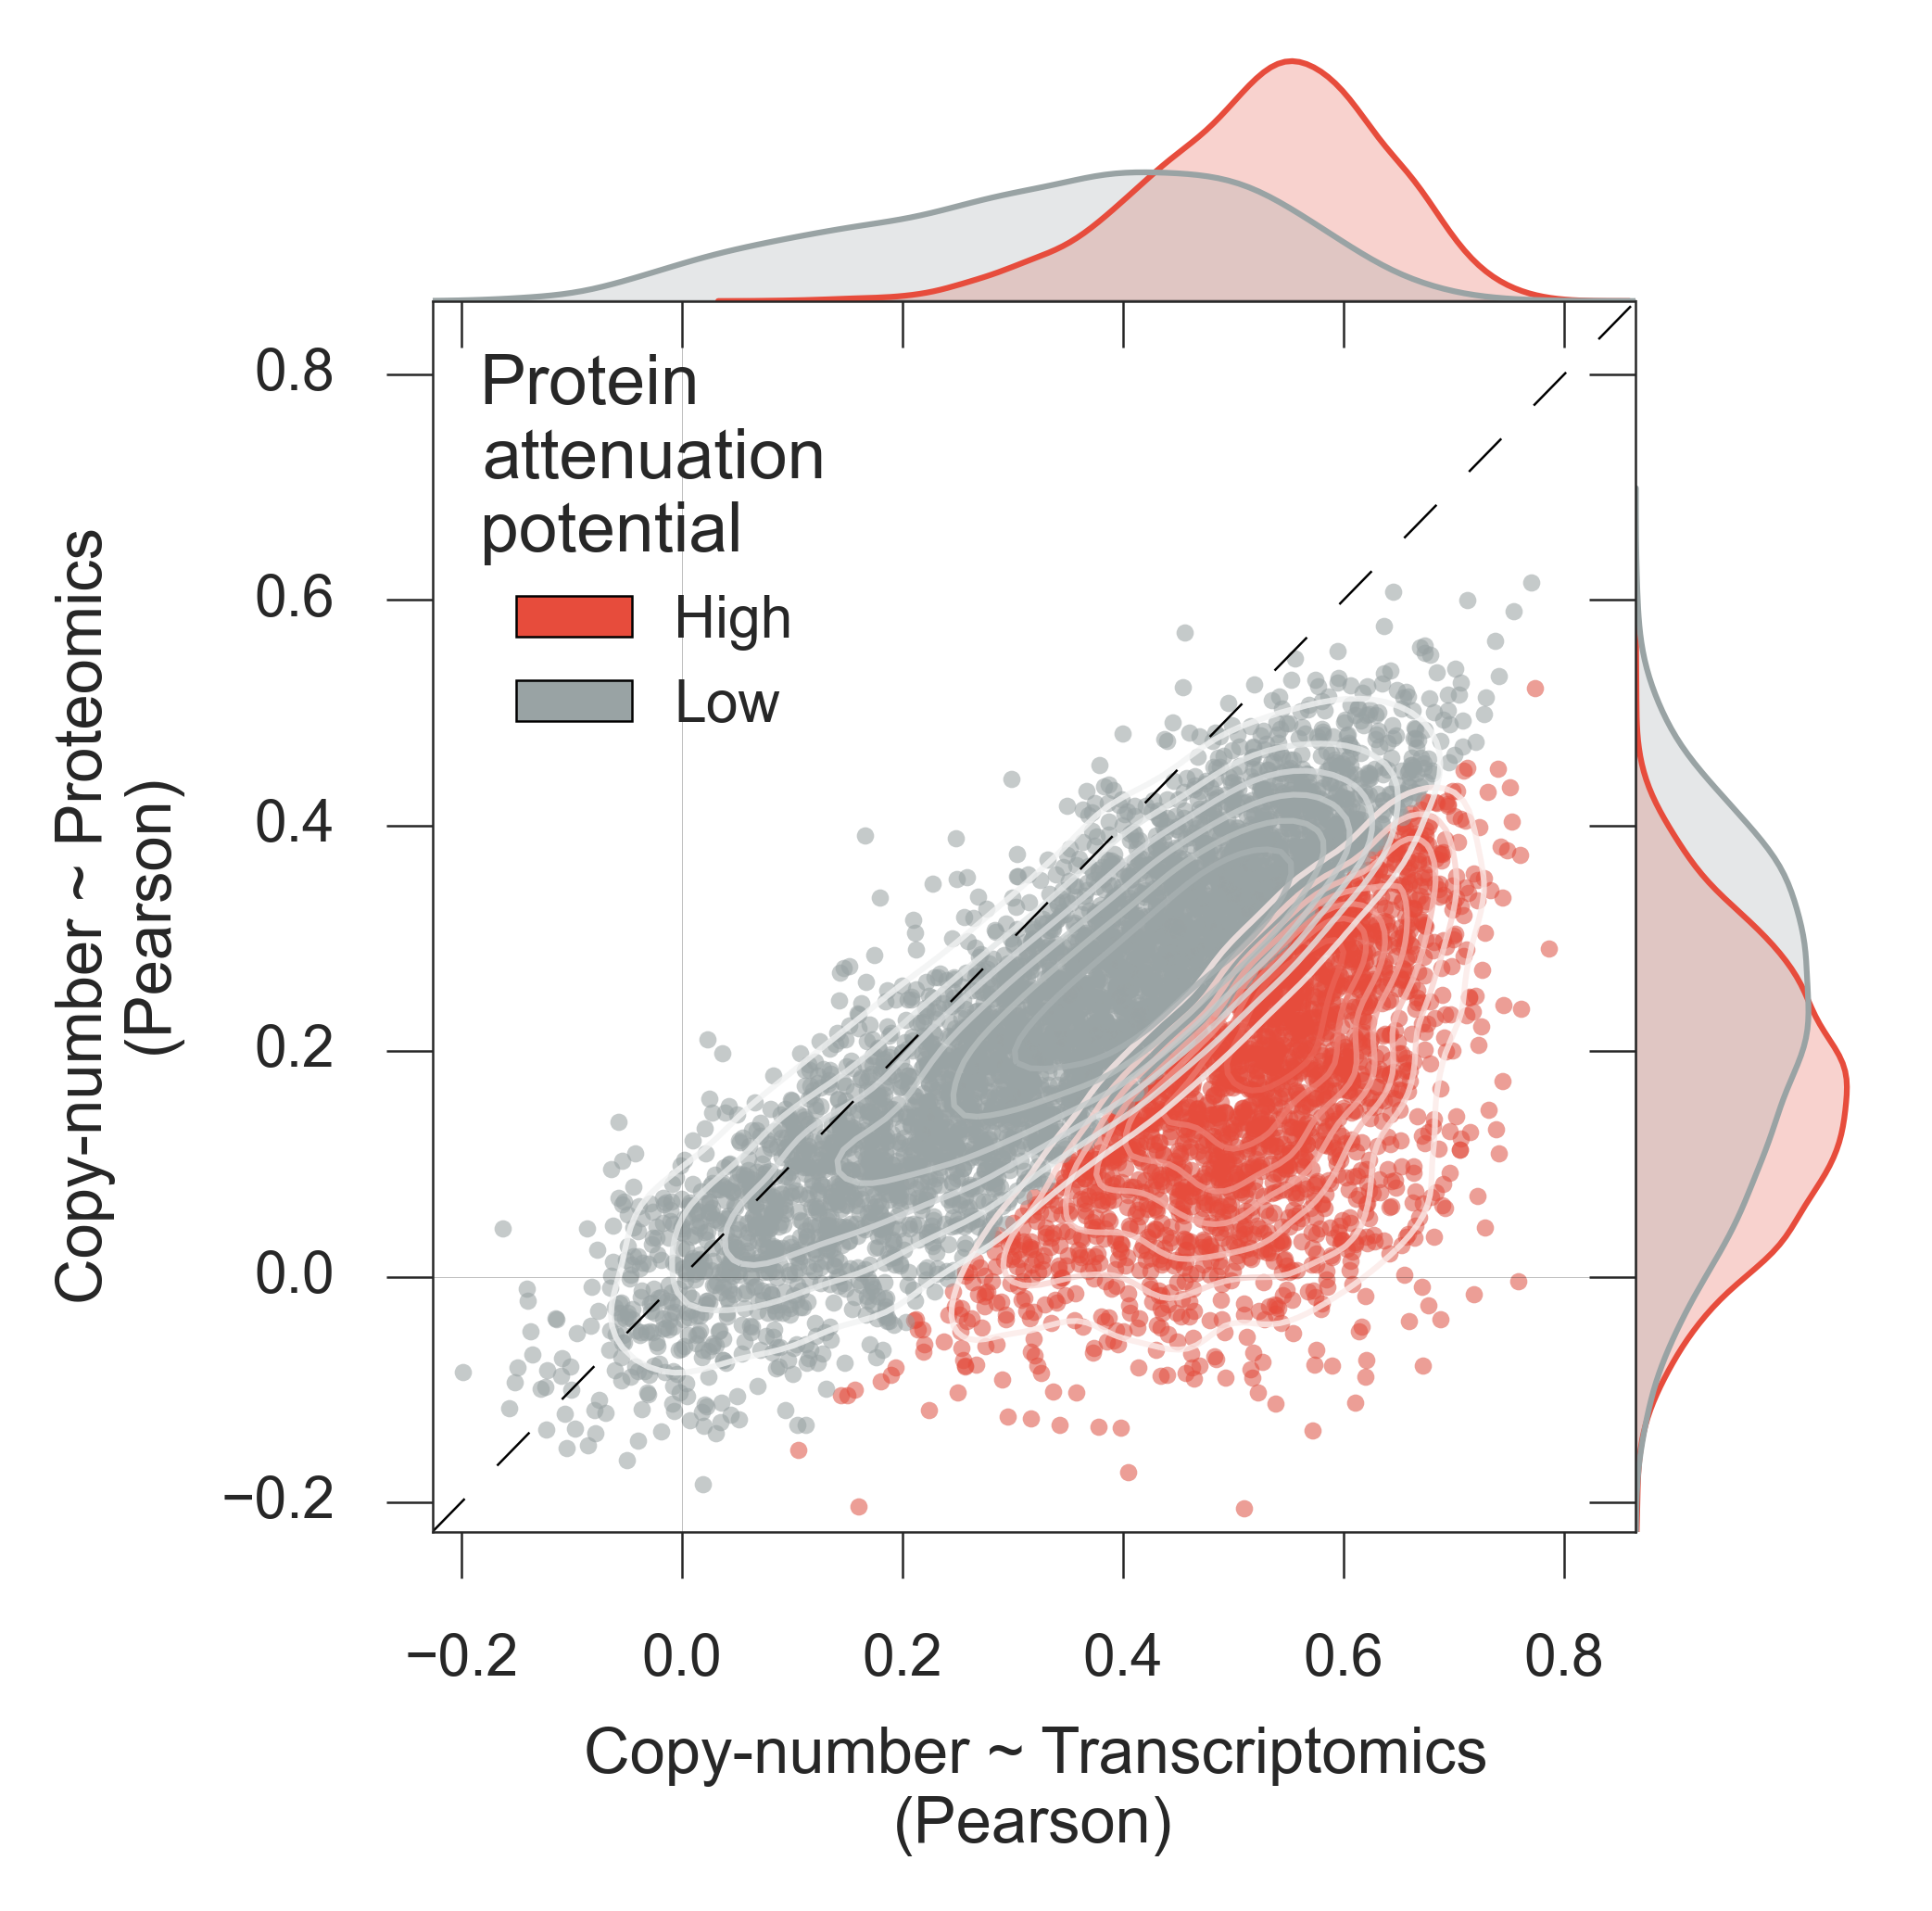 Protein
attenuation
potential
High
Low
0.8
0.6
0.4
0.2
0.0
−0.2
Copy-number ~ Proteomics
(Pearson)
−0.2
0.0
0.2
0.4
0.6
0.8
Copy-number ~ Transcriptomics
(Pearson)